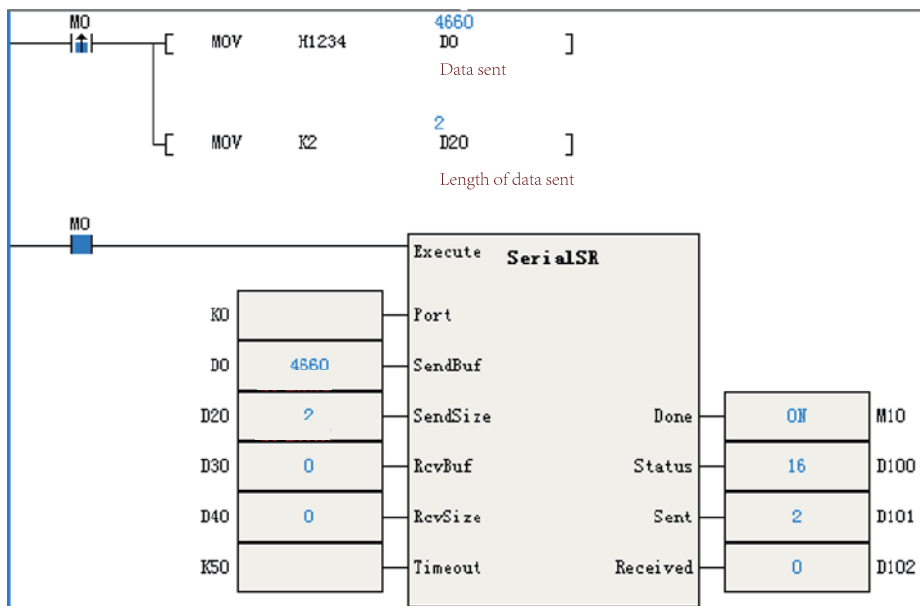 M0
4660
[ MOV H1234 D0 ]
Data sent
2
[ MOV K2 D20 ]
Length of data sent
M0
Execute SerialSR
K0 Port
D0 4660 SendBuf
D20 2 SendSize Done ON M10
D30 0 RcvBuf Status 16 D100
D40 0 RcvSize Sent 2 D101
K50 Timeout Received 0 D102